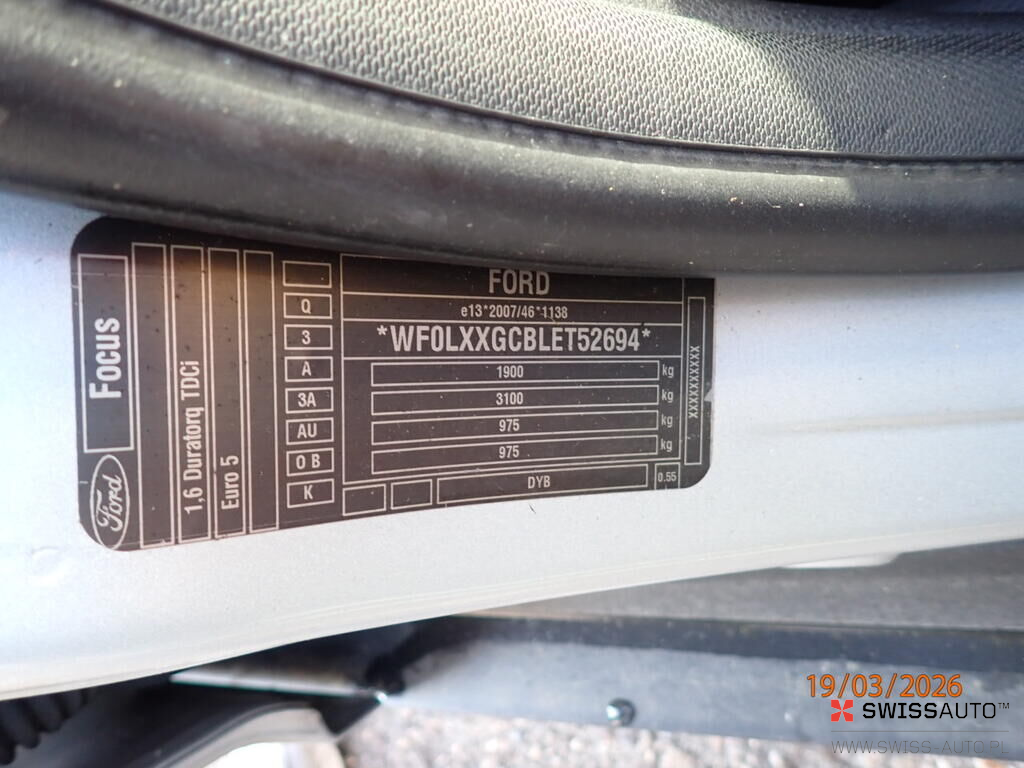 FOCUS
Ford
1,6 Duratorq TDCi
Euro 5
Q
3
A
3A
AU
0 B
K
FORD
e13*2007/46*1138
*WF0LXXGCBLET52694*
1900 kg
3100 kg
975 kg
975 kg
DYB
0.55
XXXXXXXXXX
19/03/2026
SWISSAUTO™
WWW.SWISS-AUTO.PL